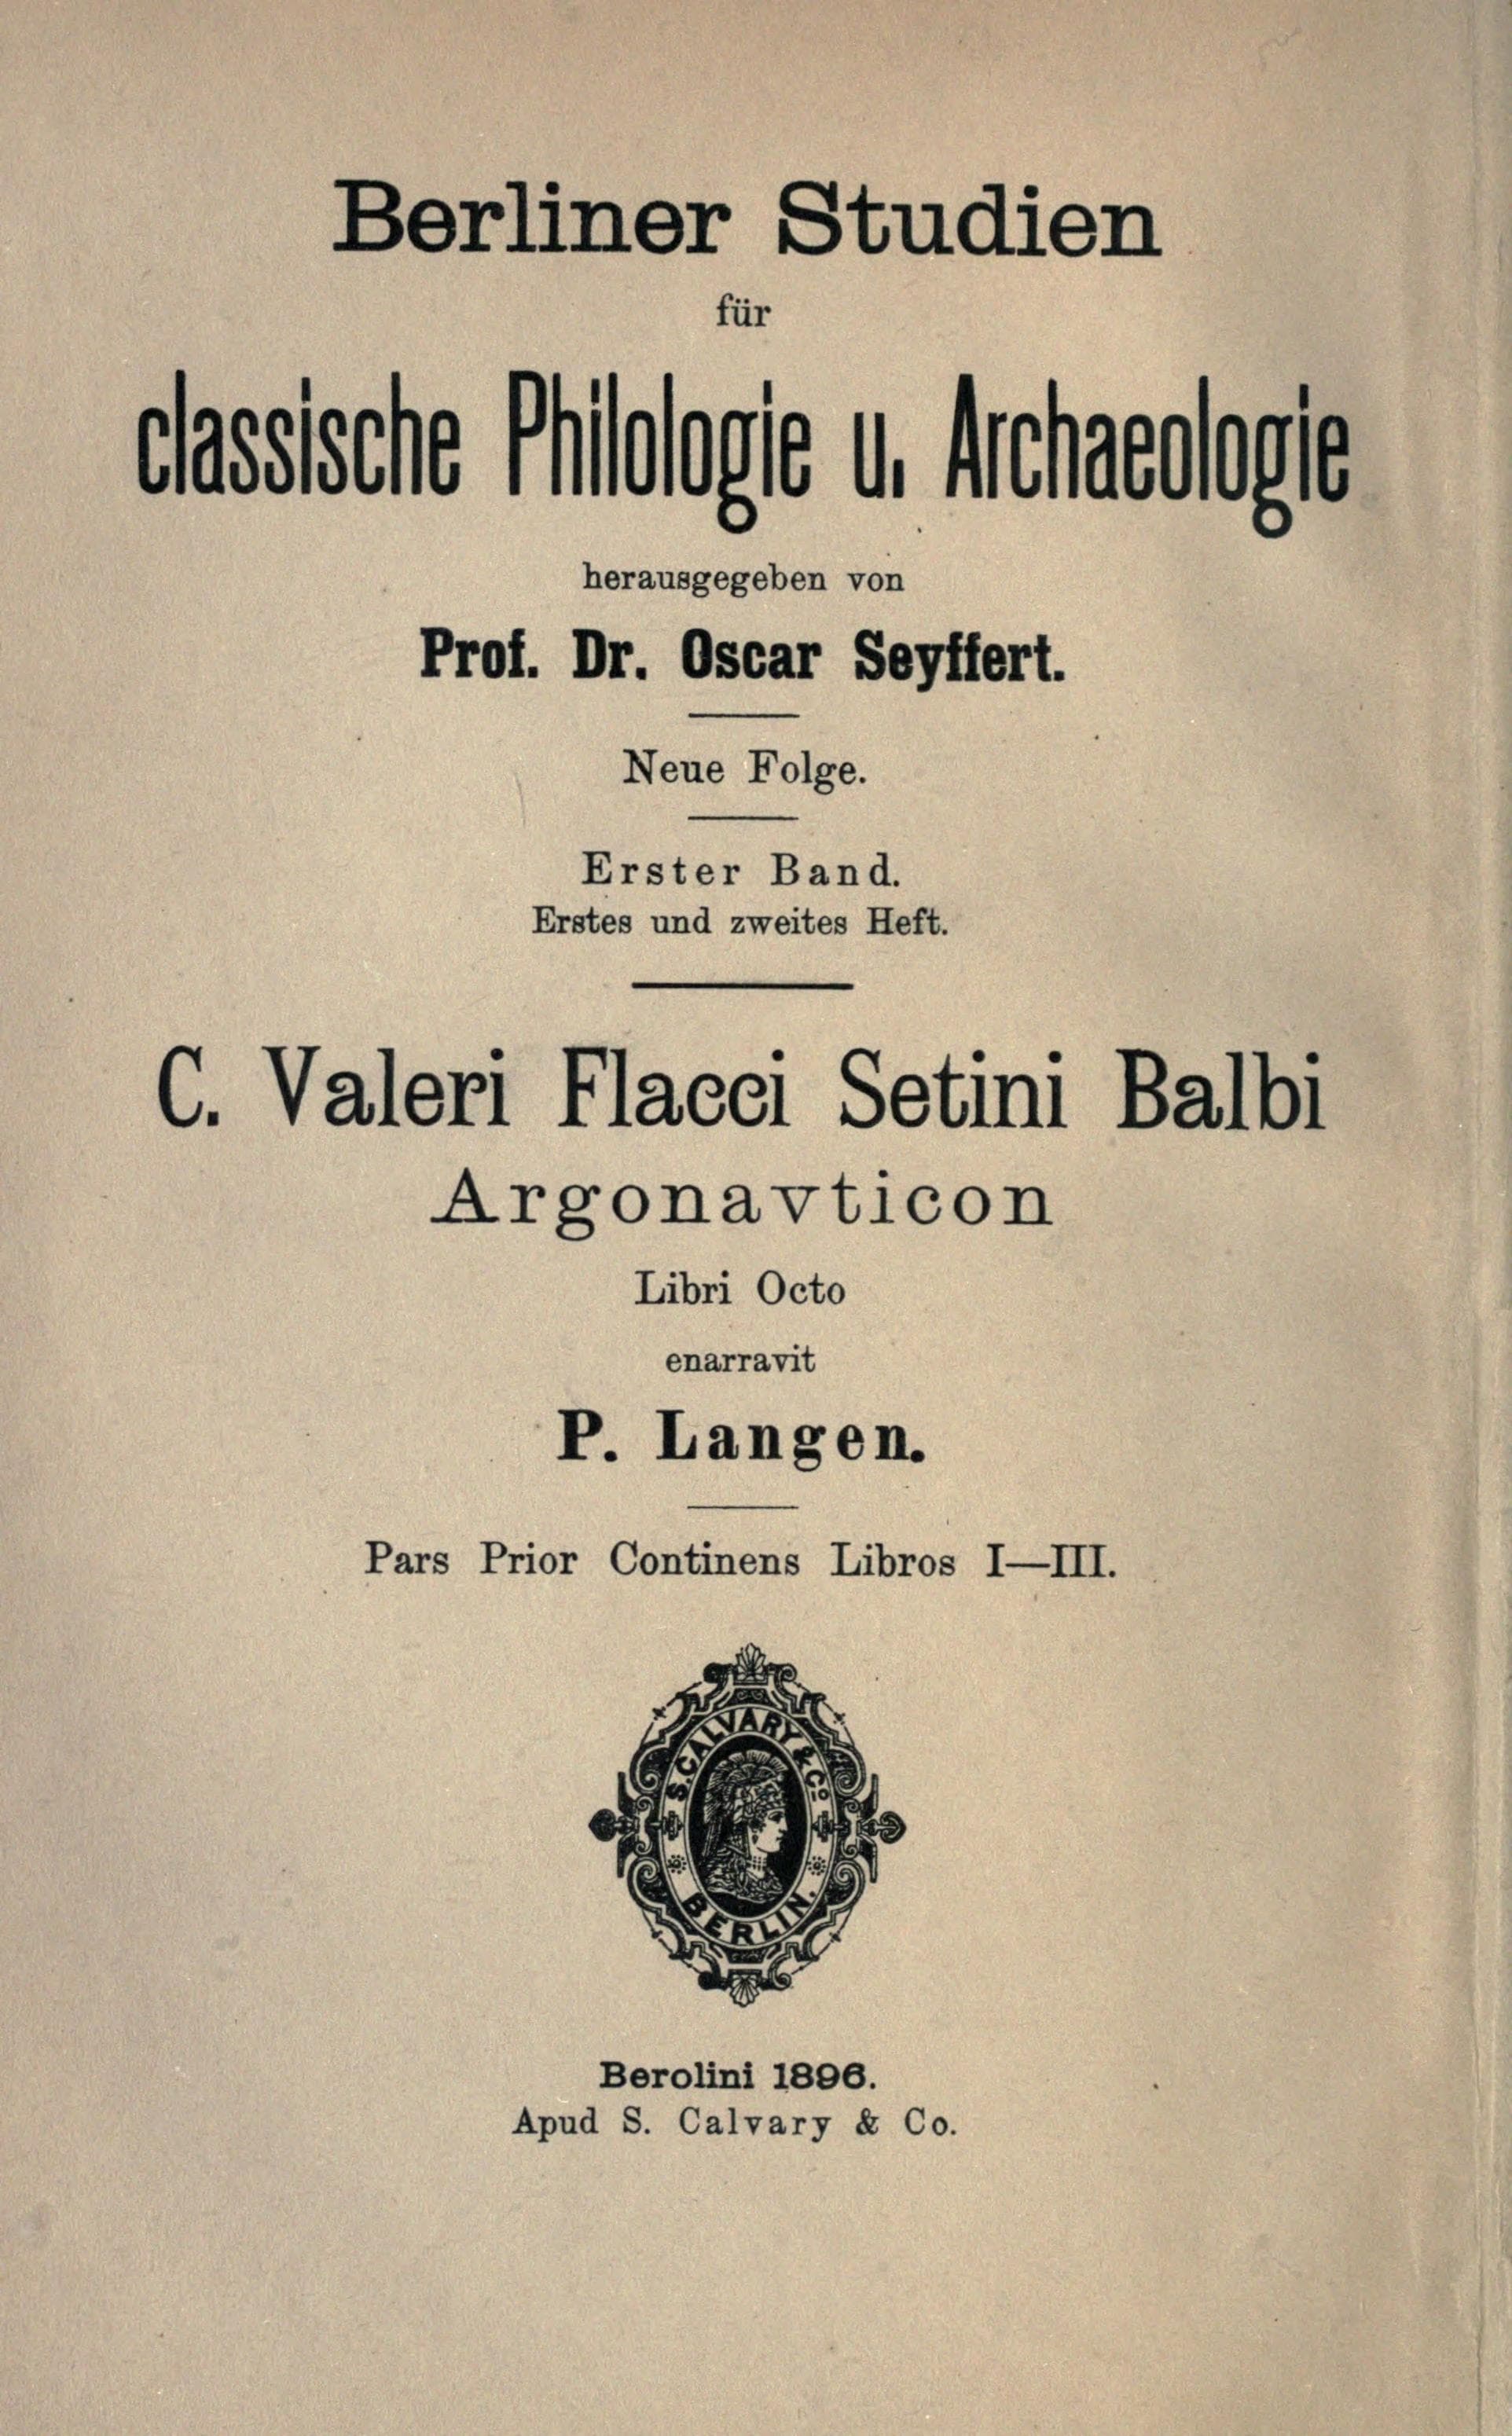 Berliner Studien
für
classische Philologie u. Archaeologie
herausgegeben von
Prof. Dr. Oscar Seyffert.
Neue Folge.
Erster Band.
Erstes und zweites Heft.
C. Valeri Flacci Setini Balbi
Argonavticon
Libri Octo
enarravit
P. Langen.
Pars Prior Continens Libros I—III.
S. CALVARY & Co.
BERLIN.
Berolini 1896.
Apud S. Calvary & Co.